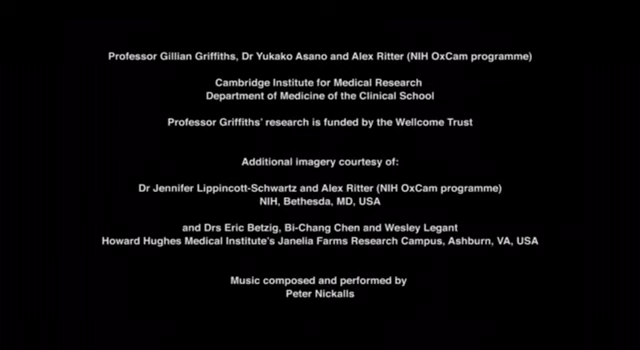 Professor Gillian Griffiths, Dr Yukako Asano and Alex Ritter (NIH OxCam programme)
Cambridge Institute for Medical Research
Department of Medicine of the Clinical School
Professor Griffiths' research is funded by the Wellcome Trust
Additional imagery courtesy of:
Dr Jennifer Lippincott-Schwartz and Alex Ritter (NIH OxCam programme)
NIH, Bethesda, MD, USA
and Drs Eric Betzig, Bi-Chang Chen and Wesley Legant
Howard Hughes Medical Institute's Janelia Farms Research Campus, Ashburn, VA, USA
Music composed and performed by
Peter Nickalls